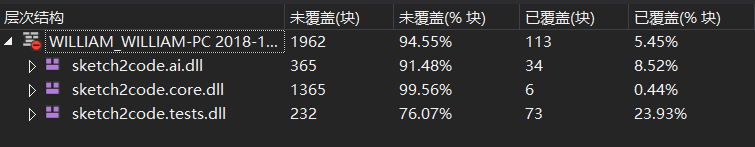 层次结构 未覆盖(块) 未覆盖(% 块) 已覆盖(块) 已覆盖(% 块)
WILLIAM_WILLIAM-PC 2018-1... 1962 94.55% 113 5.45%
sketch2code.ai.dll 365 91.48% 34 8.52%
sketch2code.core.dll 1365 99.56% 6 0.44%
sketch2code.tests.dll 232 76.07% 73 23.93%